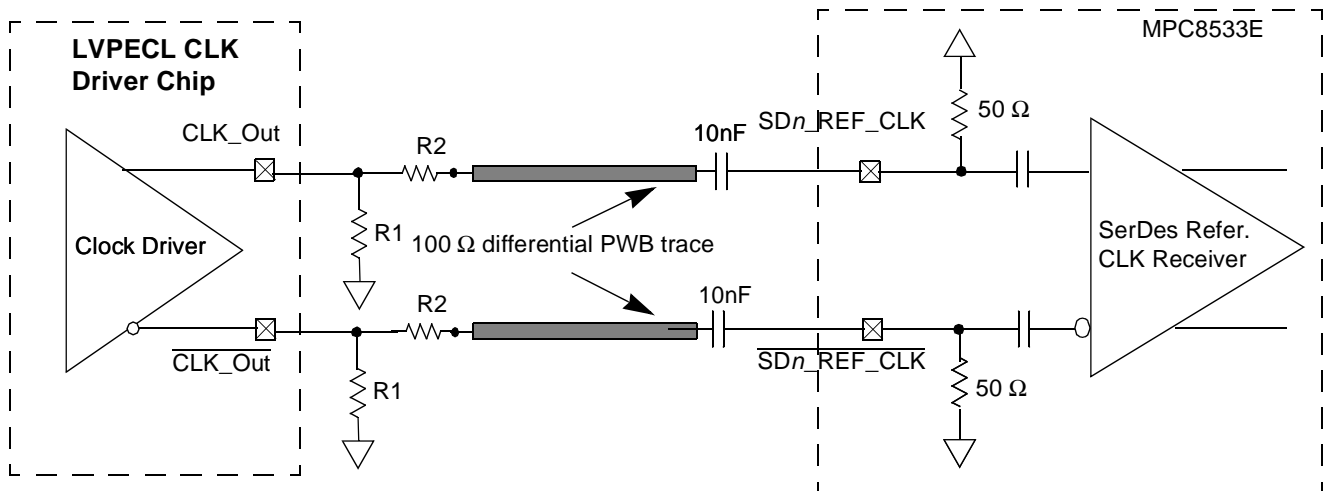 LVPECL CLK
Driver Chip
MPC8533E
CLK_Out
R2
10nF
SDn_REF_CLK
50 Ω
Clock Driver
R1
100 Ω differential PWB trace
SerDes Refer.
CLK Receiver
R2
10nF
CLK_Out
SDn_REF_CLK
R1
50 Ω